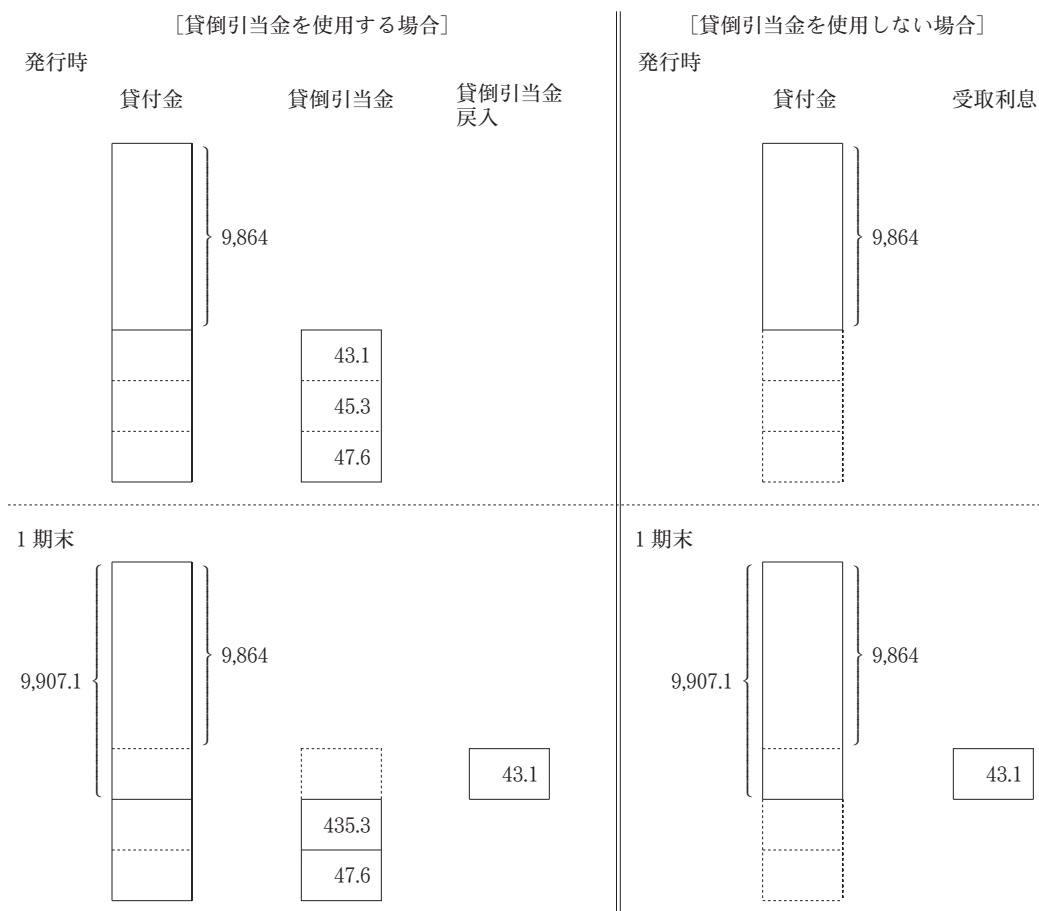 [貸倒引当金を使用する場合]
発行時
貸付金
貸倒引当金
貸倒引当金
戻入
9,864
43.1
45.3
47.6
1 期末
9,907.1
9,864
43.1
435.3
47.6
[貸倒引当金を使用しない場合]
発行時
貸付金
受取利息
9,864
1 期末
9,907.1
9,864
43.1